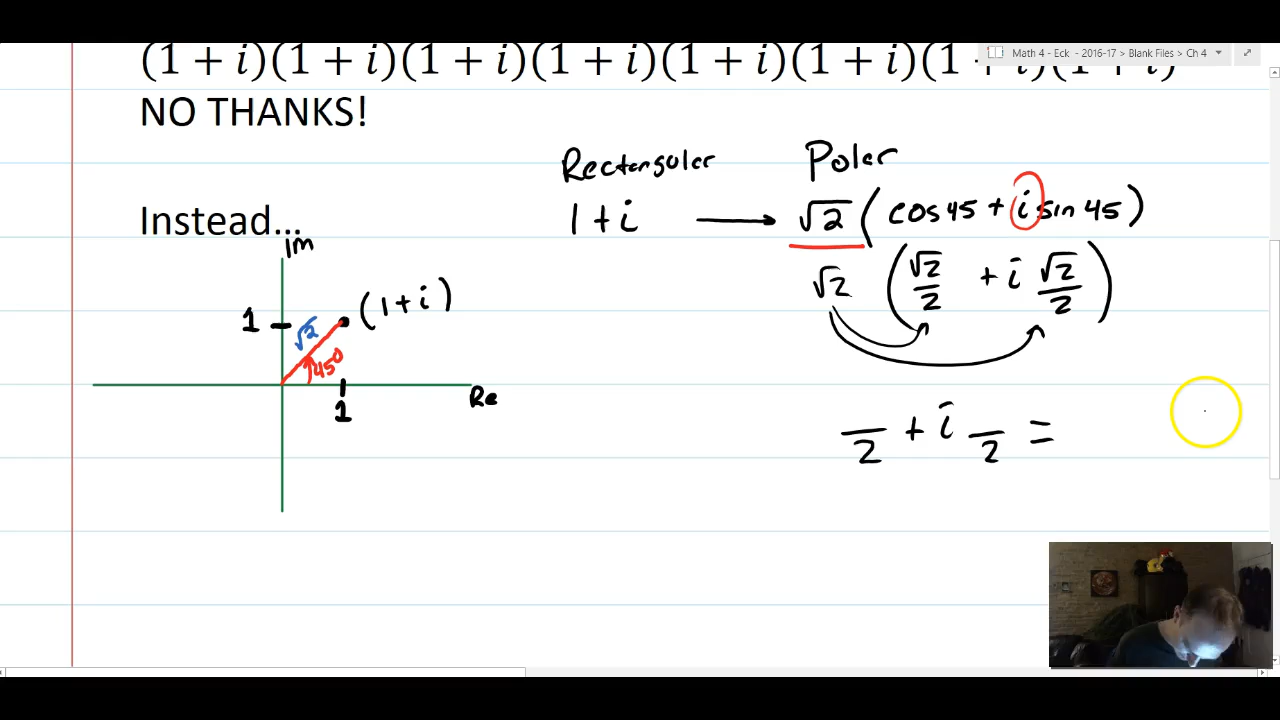 (1 + i)(1 + i)(1 + i)(1 + i)(1 + i)(1 + i)(1 + i)(1 + i)
Math 4 - Eck - 2016-17 > Blank Files > Ch 4
NO THANKS!
Rectanguler Poler
Instead...
1 + i → √2 (cos 45 + i sin 45)
√2 (√2/2 + i √2/2)
Im
1 √2 45° (1 + i)
1 Re
/2 + i /2 =